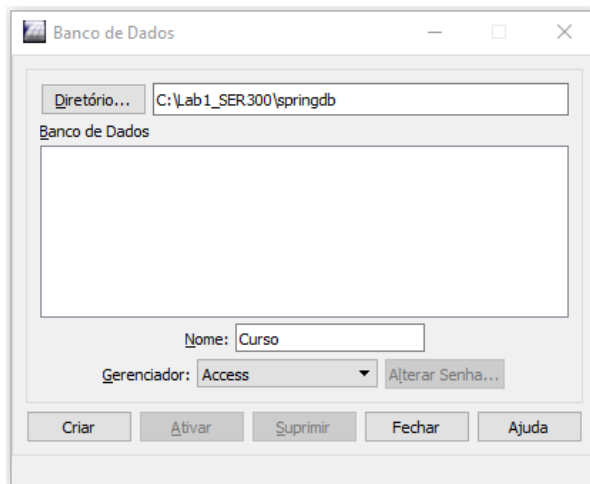 Banco de Dados
Diretório... C:\Lab1_SER300\springdb
Banco de Dados
Nome: Curso
Gerenciador: Access Alterar Senha...
Criar Ativar Suprimir Fechar Ajuda